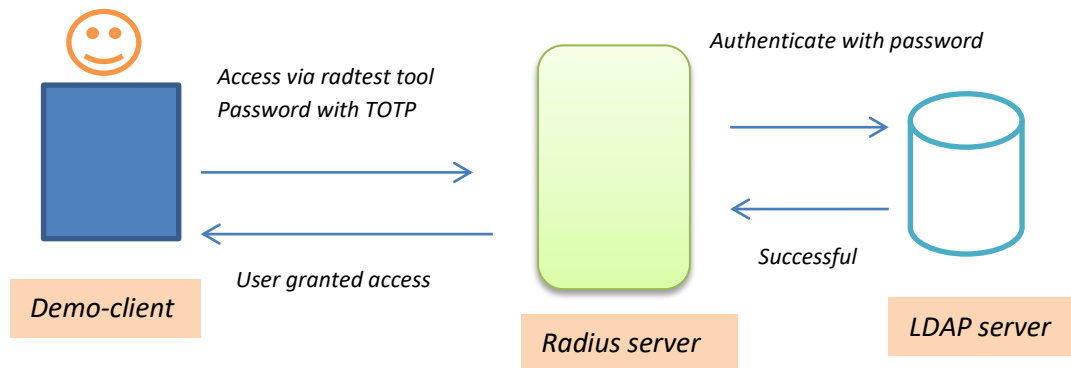 Authenticate with password
Access via radtest tool
Password with TOTP
Successful
User granted access
Demo-client
Radius server
LDAP server